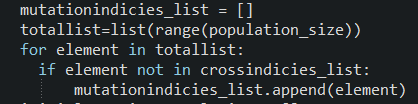 mutationindicies_list = []
totallist=list(range(population_size))
for element in totallist:
if element not in crossindicies_list:
mutationindicies_list.append(element)